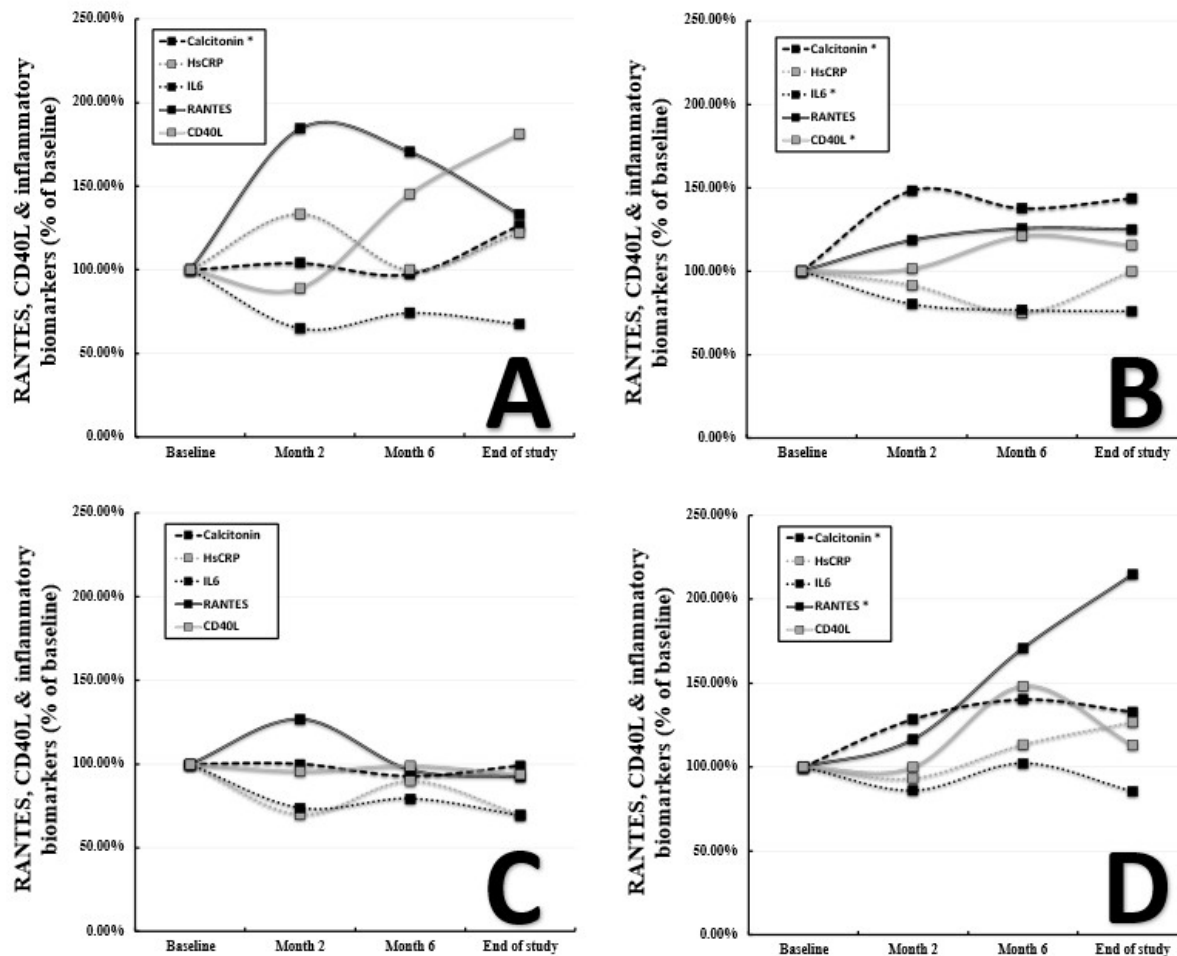 RANTES, CD40L & inflammatory
biomarkers (% of baseline)
250.00%
200.00%
150.00%
100.00%
50.00%
0.00%
Calcitonin *
HsCRP
IL6
RANTES
CD40L
A
Baseline
Month 2
Month 6
End of study
RANTES, CD40L & inflammatory
biomarkers (% of baseline)
250.00%
200.00%
150.00%
100.00%
50.00%
0.00%
Calcitonin *
HsCRP
IL6 *
RANTES
CD40L *
B
Baseline
Month 2
Month 6
End of study
RANTES, CD40L & inflammatory
biomarkers (% of baseline)
250.00%
200.00%
150.00%
100.00%
50.00%
0.00%
Calcitonin
HsCRP
IL6
RANTES
CD40L
C
Baseline
Month 2
Month 6
End of study
RANTES, CD40L & inflammatory
biomarkers (% of baseline)
250.00%
200.00%
150.00%
100.00%
50.00%
0.00%
Calcitonin *
HsCRP
IL6
RANTES *
CD40L
D
Baseline
Month 2
Month 6
End of study